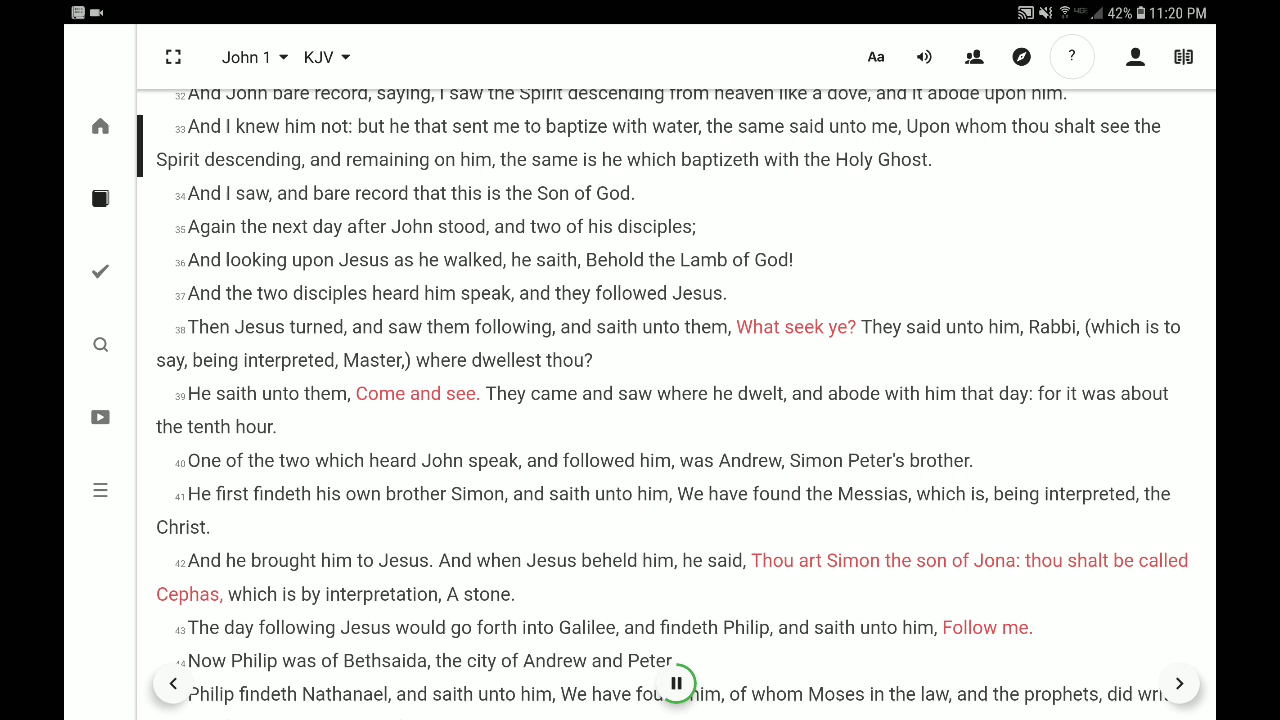 42% 11:20 PM
John 1 KJV Aa ?
32 And John bare record, saying, I saw the Spirit descending from heaven like a dove, and it abode upon him.
33 And I knew him not: but he that sent me to baptize with water, the same said unto me, Upon whom thou shalt see the
Spirit descending, and remaining on him, the same is he which baptizeth with the Holy Ghost.
34 And I saw, and bare record that this is the Son of God.
35 Again the next day after John stood, and two of his disciples;
36 And looking upon Jesus as he walked, he saith, Behold the Lamb of God!
37 And the two disciples heard him speak, and they followed Jesus.
38 Then Jesus turned, and saw them following, and saith unto them, What seek ye? They said unto him, Rabbi, (which is to
say, being interpreted, Master,) where dwellest thou?
39 He saith unto them, Come and see. They came and saw where he dwelt, and abode with him that day: for it was about
the tenth hour.
40 One of the two which heard John speak, and followed him, was Andrew, Simon Peter's brother.
41 He first findeth his own brother Simon, and saith unto him, We have found the Messias, which is, being interpreted, the
Christ.
42 And he brought him to Jesus. And when Jesus beheld him, he said, Thou art Simon the son of Jona: thou shalt be called
Cephas, which is by interpretation, A stone.
43 The day following Jesus would go forth into Galilee, and findeth Philip, and saith unto him, Follow me.
44 Now Philip was of Bethsaida, the city of Andrew and Peter
Philip findeth Nathanael, and saith unto him, We have him, of whom Moses in the law, and the prophets, did